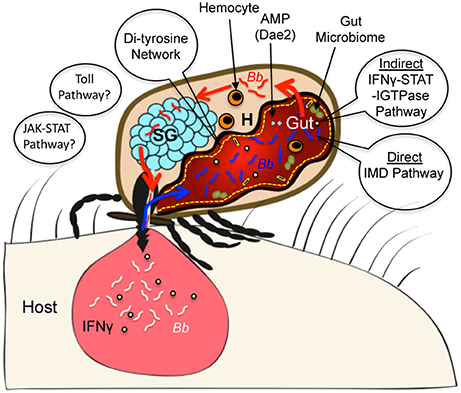 Hemocyte
AMP
(Dae2)
Gut
Microbiome
Di-tyrosine
Network
Indirect
IFNγ-STAT
-IGTPase
Pathway
Toll
Pathway?
JAK-STAT
Pathway?
Bb
SG
H
Gut
Bb
Direct
IMD Pathway
Host
IFNγ
Bb